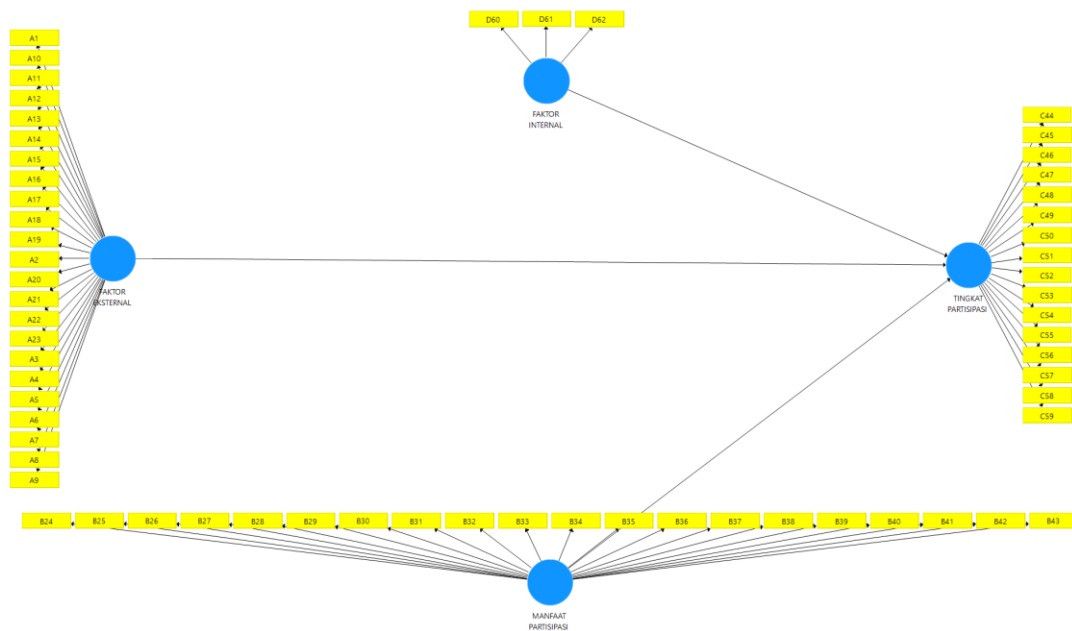 D60 D61 D62
FAKTOR
INTERNAL
A1
A10
A11
A12
A13
A14
A15
A16
A17
A18
A19
A2
A20
A21
A22
A23
A3
A4
A5
A6
A7
A8
A9
FAKTOR
EKSTERNAL
C44
C45
C46
C47
C48
C49
C50
C51
C52
C53
C54
C55
C56
C57
C58
C59
TINGKAT
PARTISIPASI
B24 B25 B26 B27 B28 B29 B30 B31 B32 B33 B34 B35 B36 B37 B38 B39 B40 B41 B42 B43
MANFAAT
PARTISIPASI